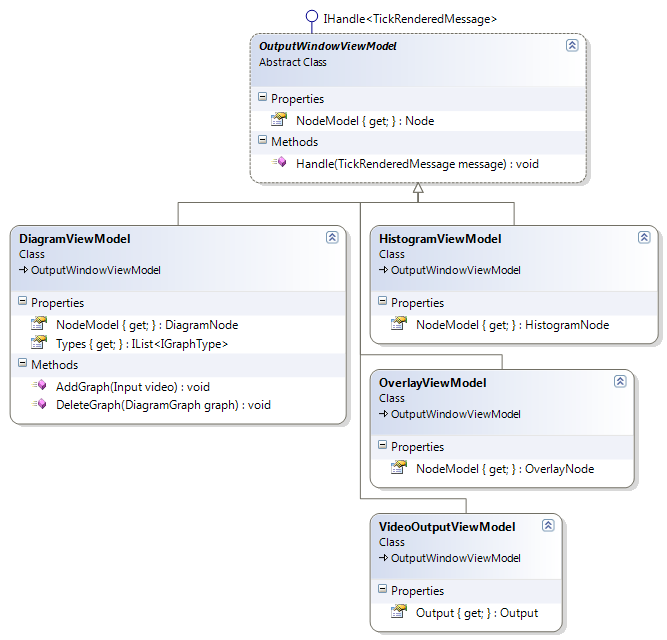 IHandle<TickRenderedMessage>
OutputWindowViewModel
Abstract Class
Properties
NodeModel { get; } : Node
Methods
Handle(TickRenderedMessage message) : void
DiagramViewModel
Class
OutputWindowViewModel
Properties
NodeModel { get; } : DiagramNode
Types { get; } : IList<IGraphType>
Methods
AddGraph(Input video) : void
DeleteGraph(DiagramGraph graph) : void
HistogramViewModel
Class
OutputWindowViewModel
Properties
NodeModel { get; } : HistogramNode
OverlayViewModel
Class
OutputWindowViewModel
Properties
NodeModel { get; } : OverlayNode
VideoOutputViewModel
Class
OutputWindowViewModel
Properties
Output { get; } : Output